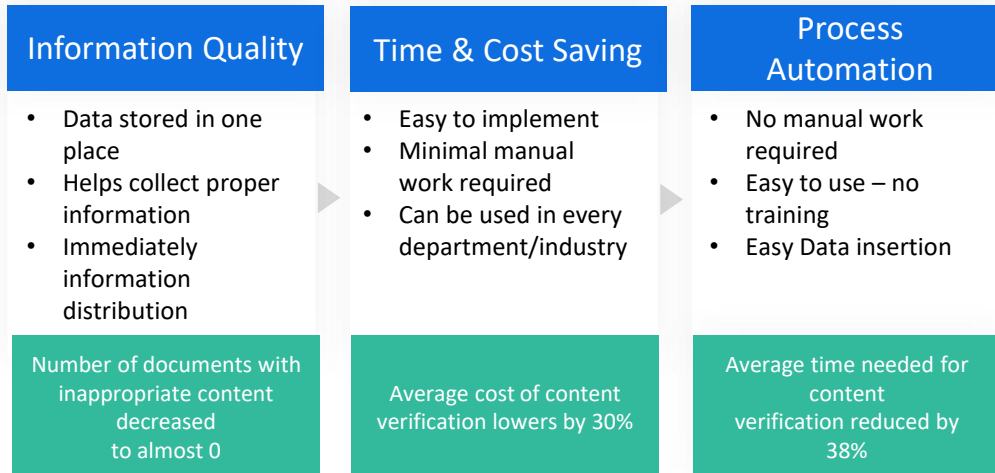 Information Quality
• Data stored in one
place
• Helps collect proper
information
• Immediately
information
distribution
Number of documents with
inappropriate content
decreased
to almost 0
Time & Cost Saving
• Easy to implement
• Minimal manual
work required
• Can be used in every
department/industry
Average cost of content
verification lowers by 30%
Process
Automation
• No manual work
required
• Easy to use – no
training
• Easy Data insertion
Average time needed for
content
verification reduced by
38%